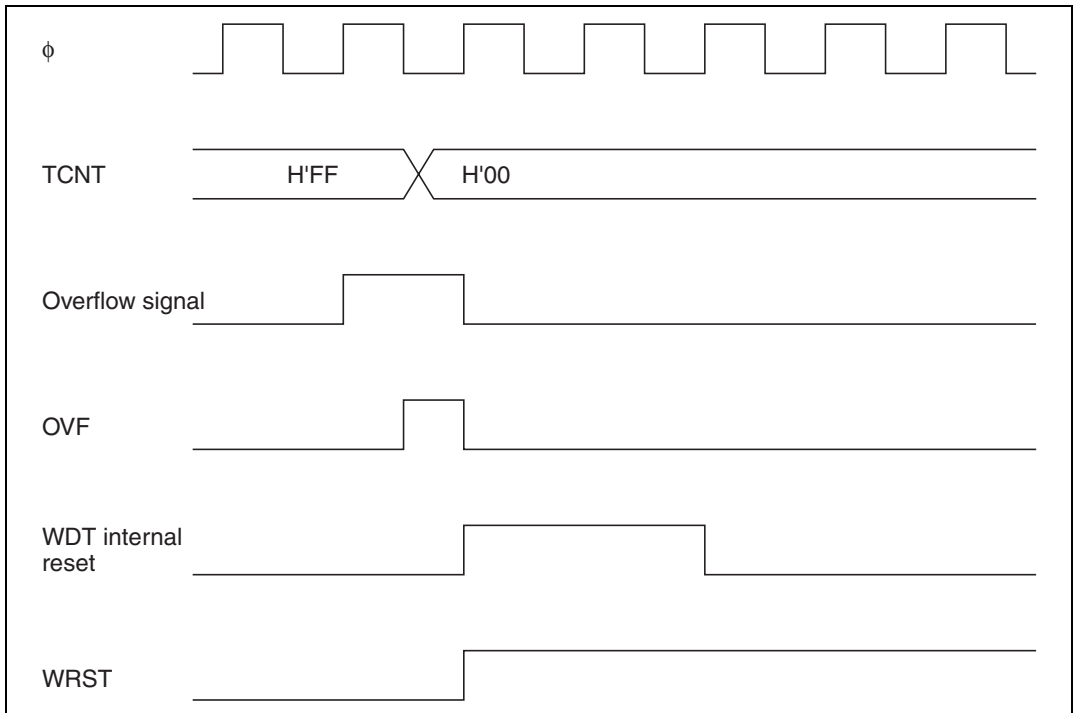 ϕ
TCNT
H'FF
H'00
Overflow signal
OVF
WDT internal
reset
WRST